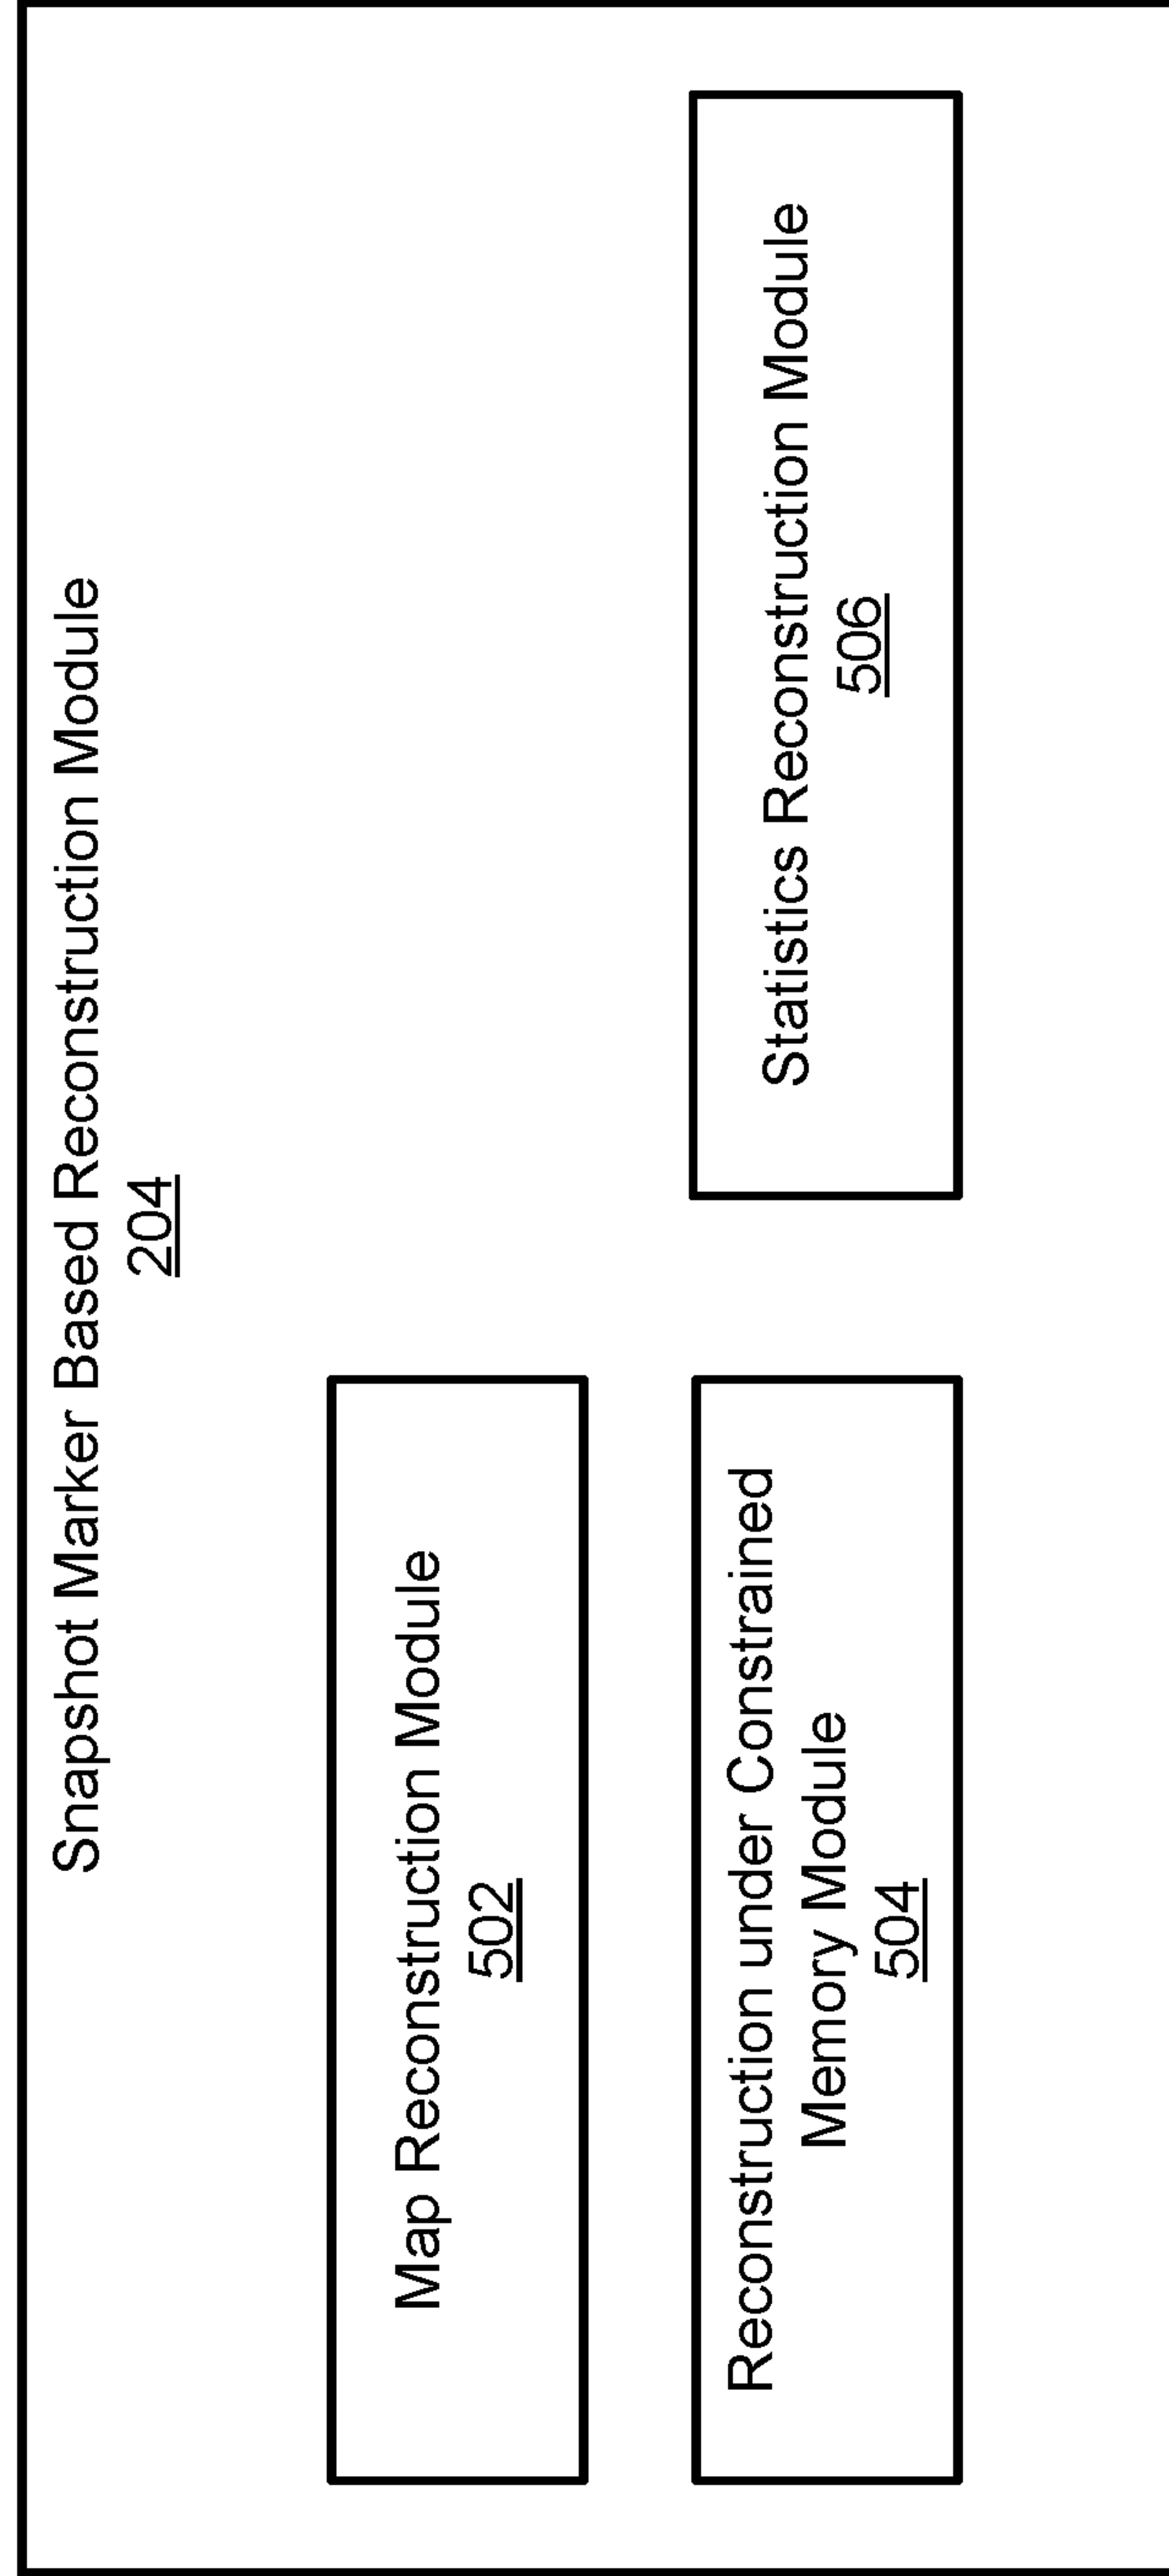 Snapshot Marker Based Reconstruction Module
204
Map Reconstruction Module
502
Reconstruction under Constrained
Memory Module
504
Statistics Reconstruction Module
506